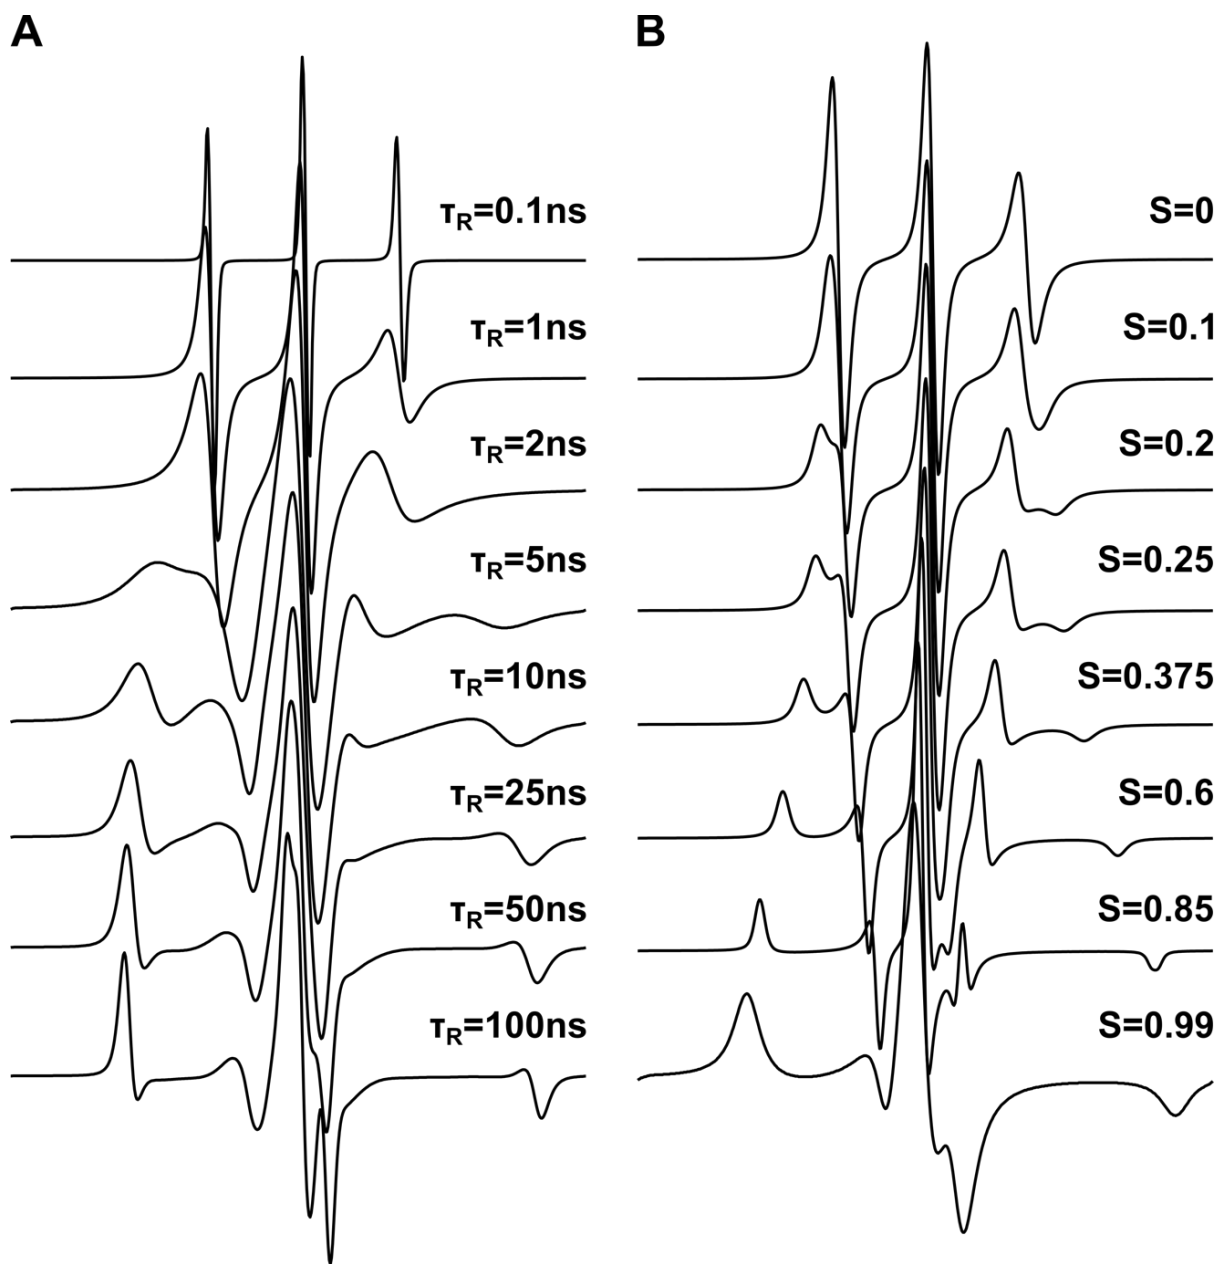 A
B
τR=0.1ns
S=0
τR=1ns
S=0.1
τR=2ns
S=0.2
τR=5ns
S=0.25
τR=10ns
S=0.375
τR=25ns
S=0.6
τR=50ns
S=0.85
τR=100ns
S=0.99